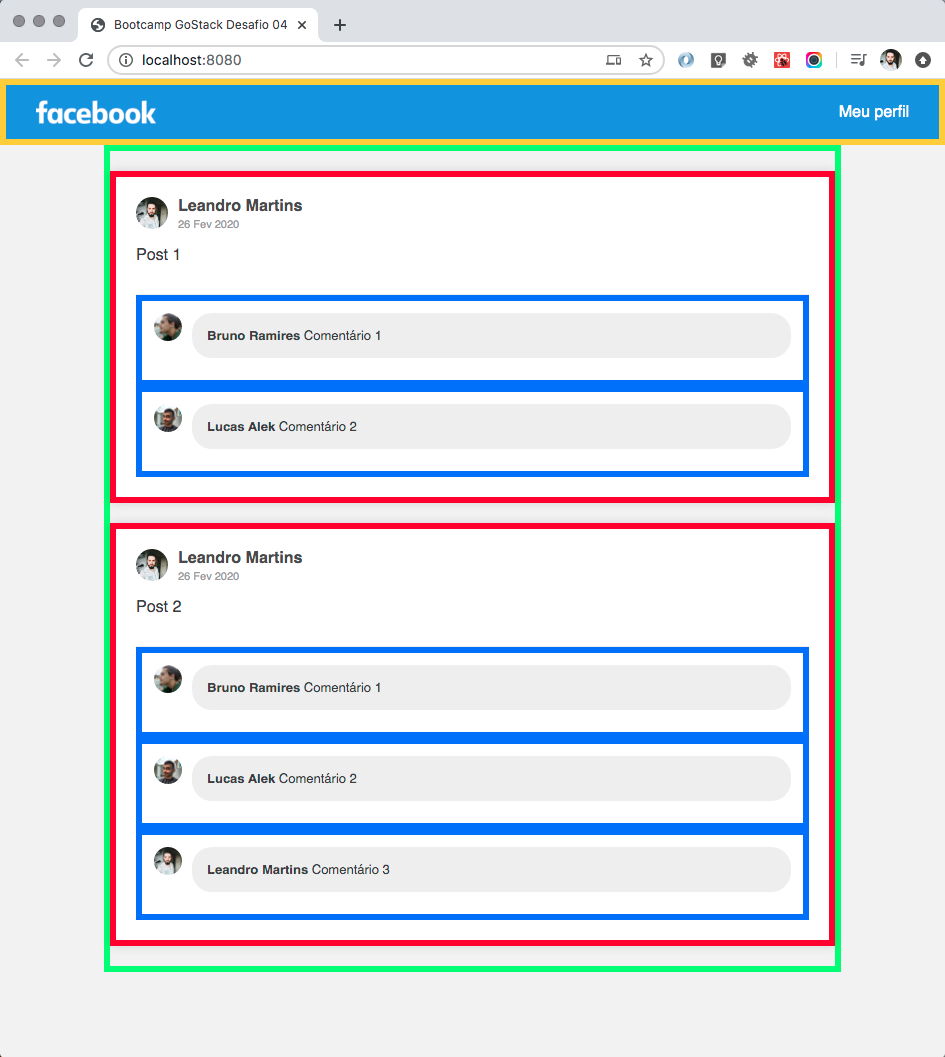 Bootcamp GoStack Desafio 04
localhost:8080
facebook
Meu perfil
Leandro Martins
26 Fev 2020
Post 1
Bruno Ramires Comentário 1
Lucas Alek Comentário 2
Leandro Martins
26 Fev 2020
Post 2
Bruno Ramires Comentário 1
Lucas Alek Comentário 2
Leandro Martins Comentário 3